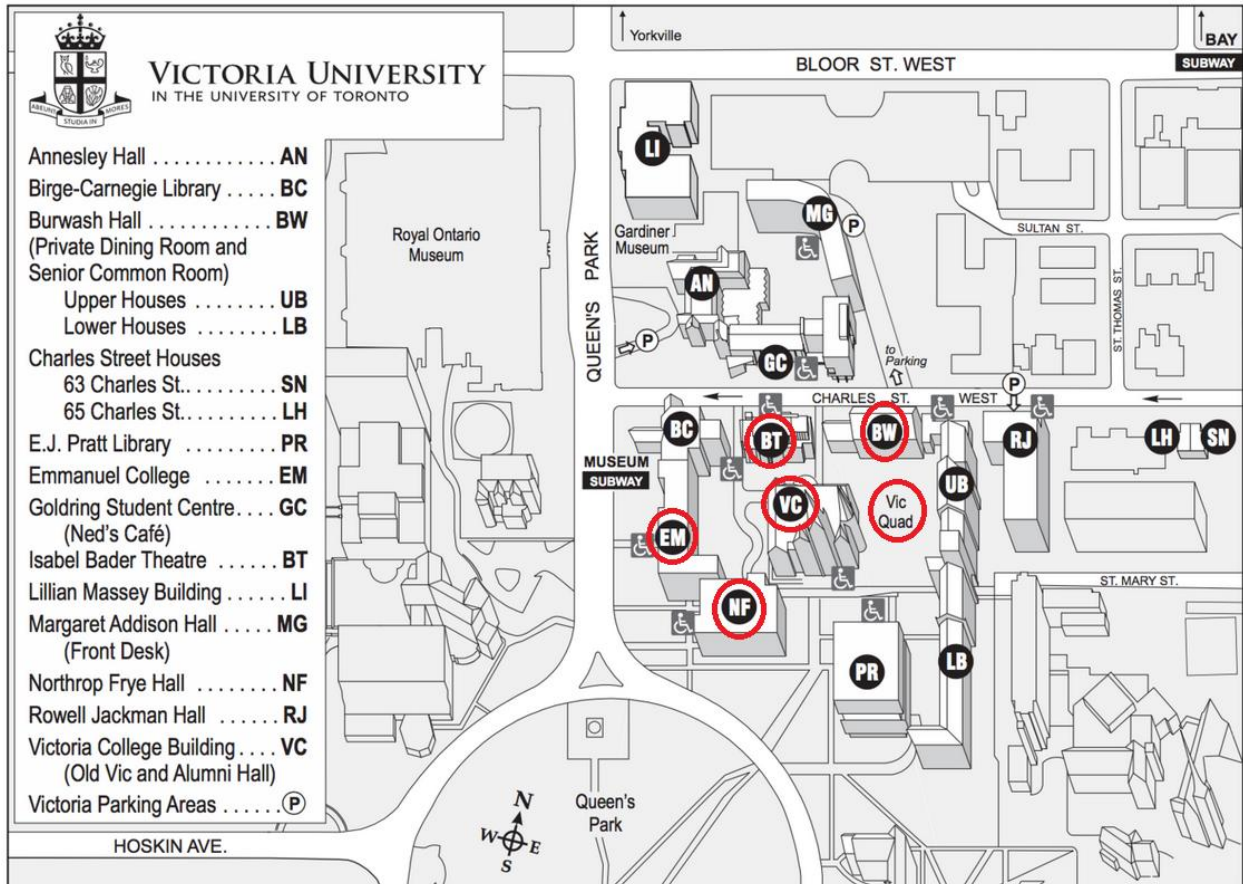 VICTORIA UNIVERSITY
IN THE UNIVERSITY OF TORONTO
ABEUNT STUDIA IN MORES
Annesley Hall . . . . . . . . . . . . AN
Birge-Carnegie Library . . . . . BC
Burwash Hall . . . . . . . . . . . . BW
(Private Dining Room and
Senior Common Room)
Upper Houses . . . . . . . . UB
Lower Houses . . . . . . . . LB
Charles Street Houses
63 Charles St.. . . . . . . . . SN
65 Charles St.. . . . . . . . . LH
E.J. Pratt Library . . . . . . . . . PR
Emmanuel College . . . . . . . EM
Goldring Student Centre. . . . GC
(Ned's Café)
Isabel Bader Theatre . . . . . . BT
Lillian Massey Building . . . . . LI
Margaret Addison Hall . . . . . MG
(Front Desk)
Northrop Frye Hall . . . . . . . . NF
Rowell Jackman Hall . . . . . . RJ
Victoria College Building . . . . VC
(Old Vic and Alumni Hall)
Victoria Parking Areas . . . . . . P
Yorkville
BAY
SUBWAY
BLOOR ST. WEST
LI
MG
P
Royal Ontario
Museum
QUEEN'S PARK
Gardiner
Museum
SULTAN ST.
ST. THOMAS ST.
AN
P
GC
to
Parking
P
CHARLES ST. WEST
BC
BT
BW
RJ
LH
SN
MUSEUM
SUBWAY
UB
VC
Vic
Quad
EM
ST. MARY ST.
NF
PR
LB
Queen's
Park
N
W
E
S
HOSKIN AVE.